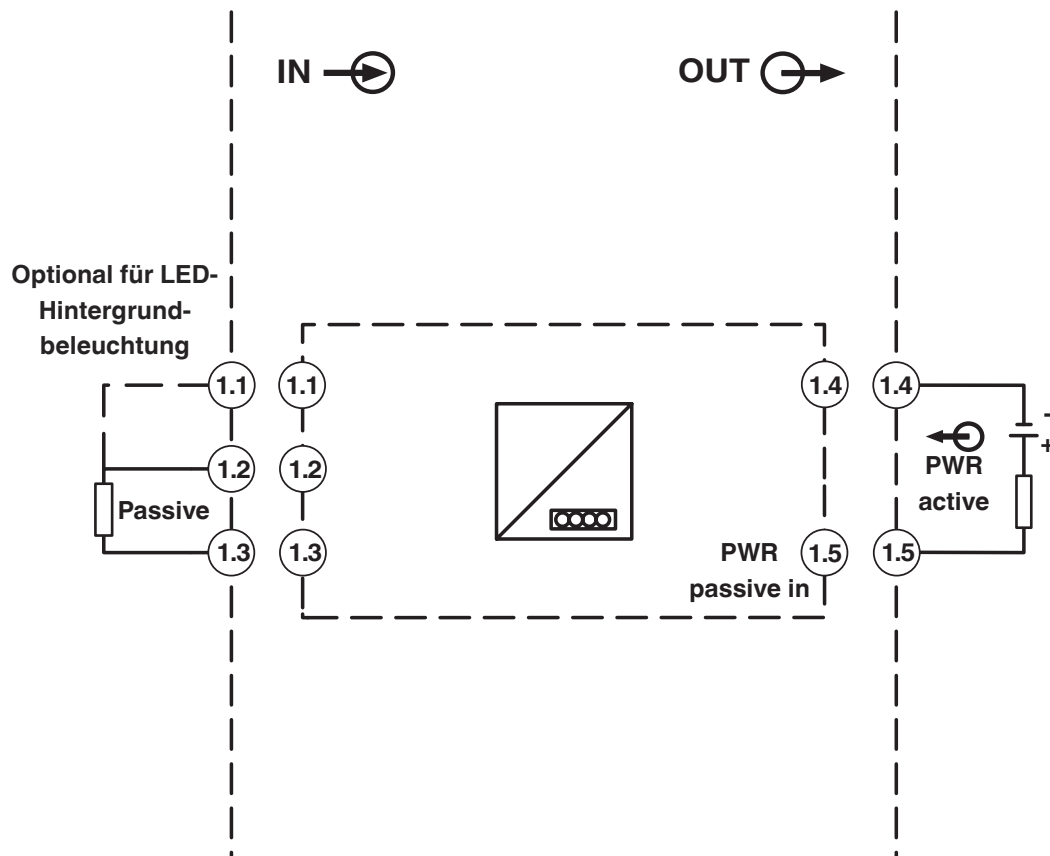 IN
OUT
Optional für LED-
Hintergrund-
beleuchtung
1.1
1.1
1.4
1.4
-
+
PWR
active
1.2
1.2
Passive
1.3
1.3
PWR
passive in
1.5
1.5